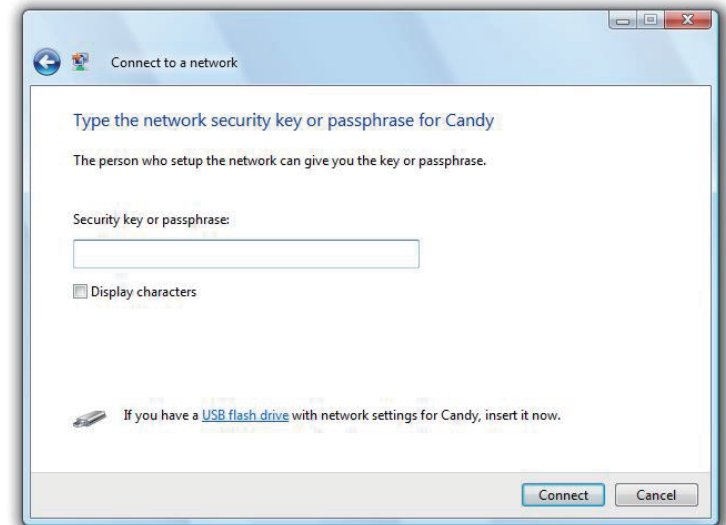 Connect to a network
Type the network security key or passphrase for Candy
The person who setup the network can give you the key or passphrase.
Security key or passphrase:
Display characters
If you have a USB flash drive with network settings for Candy, insert it now.
Connect Cancel